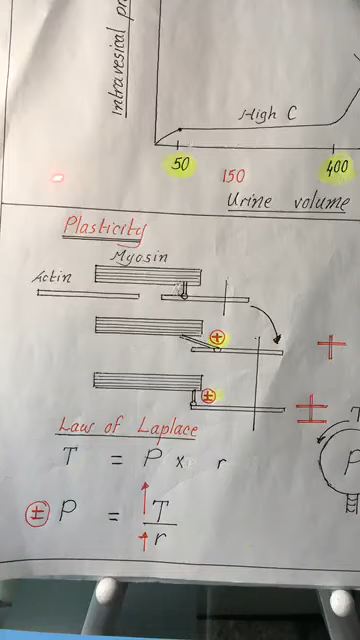 Intravesical pr
High C
50
150
400
Urine volume
Plasticity
Myosin
Actin
+
+
±
±
Law of Laplace
T = P x r
T
P
± P = T
r